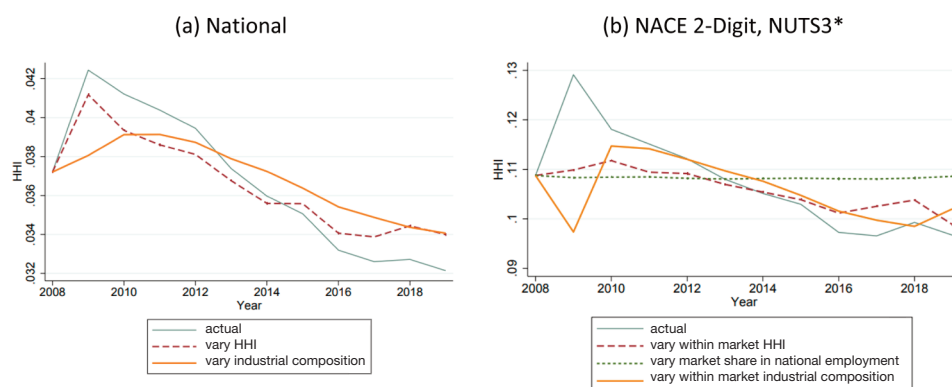 (a) National
HHI
.042
.04
.038
.036
.034
.032
2008
2010
2012
2014
2016
2018
Year
actual
vary HHI
vary industrial composition
(b) NACE 2-Digit, NUTS3*
HHI
.13
.12
.11
.1
.09
2008
2010
2012
2014
2016
2018
Year
actual
vary within market HHI
vary market share in national employment
vary within market industrial composition